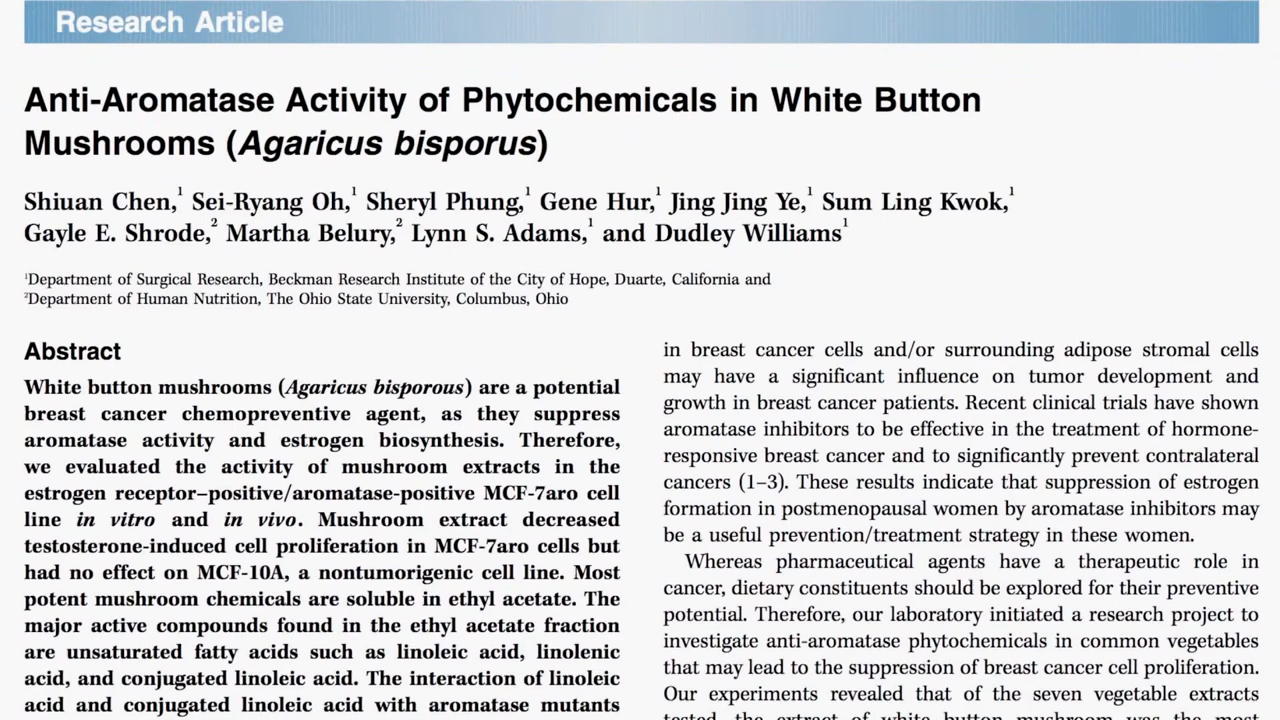 Research Article
Anti-Aromatase Activity of Phytochemicals in White Button
Mushrooms (Agaricus bisporus)
Shiuan Chen,1 Sei-Ryang Oh,1 Sheryl Phung,1 Gene Hur,1 Jing Jing Ye,1 Sum Ling Kwok,1
Gayle E. Shrode,2 Martha Belury,2 Lynn S. Adams,1 and Dudley Williams1
1Department of Surgical Research, Beckman Research Institute of the City of Hope, Duarte, California and
2Department of Human Nutrition, The Ohio State University, Columbus, Ohio
Abstract
White button mushrooms (Agaricus bisporous) are a potential
breast cancer chemopreventive agent, as they suppress
aromatase activity and estrogen biosynthesis. Therefore,
we evaluated the activity of mushroom extracts in the
estrogen receptor–positive/aromatase-positive MCF-7aro cell
line in vitro and in vivo. Mushroom extract decreased
testosterone-induced cell proliferation in MCF-7aro cells but
had no effect on MCF-10A, a nontumorigenic cell line. Most
potent mushroom chemicals are soluble in ethyl acetate. The
major active compounds found in the ethyl acetate fraction
are unsaturated fatty acids such as linoleic acid, linolenic
acid, and conjugated linoleic acid. The interaction of linoleic
acid and conjugated linoleic acid with aromatase mutants
in breast cancer cells and/or surrounding adipose stromal cells
may have a significant influence on tumor development and
growth in breast cancer patients. Recent clinical trials have shown
aromatase inhibitors to be effective in the treatment of hormone-
responsive breast cancer and to significantly prevent contralateral
cancers (1–3). These results indicate that suppression of estrogen
formation in postmenopausal women by aromatase inhibitors may
be a useful prevention/treatment strategy in these women.
Whereas pharmaceutical agents have a therapeutic role in
cancer, dietary constituents should be explored for their preventive
potential. Therefore, our laboratory initiated a research project to
investigate anti-aromatase phytochemicals in common vegetables
that may lead to the suppression of breast cancer cell proliferation.
Our experiments revealed that of the seven vegetable extracts
tested, the extract of white button mushroom was the most